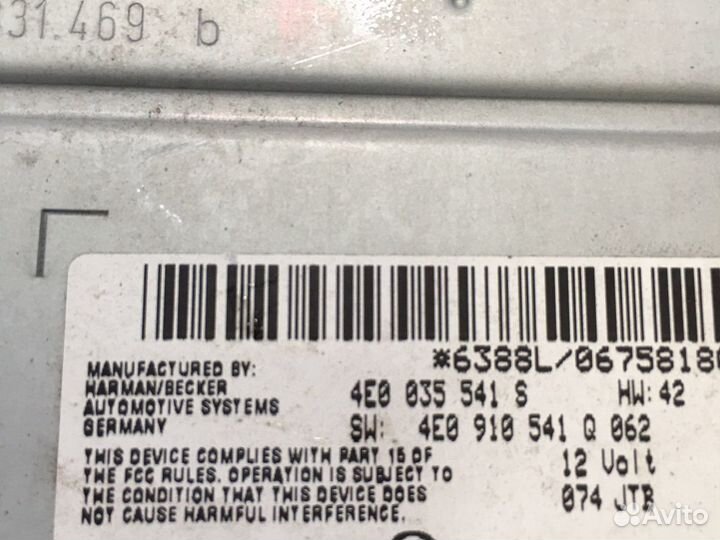 31.469 b
*6388L/0675818
MANUFACTURED BY:
HARMAN/BECKER
AUTOMOTIVE SYSTEMS
GERMANY
4E0 035 541 S HW: 42
SW: 4E0 910 541 Q 062
THIS DEVICE COMPLIES WITH PART 15 OF
THE FCC RULES. OPERATION IS SUBJECT TO
THE CONDITION THAT THIS DEVICE DOES
NOT CAUSE HARMFUL INTERFERENCE.
12 Volt
074 JTB
Avito